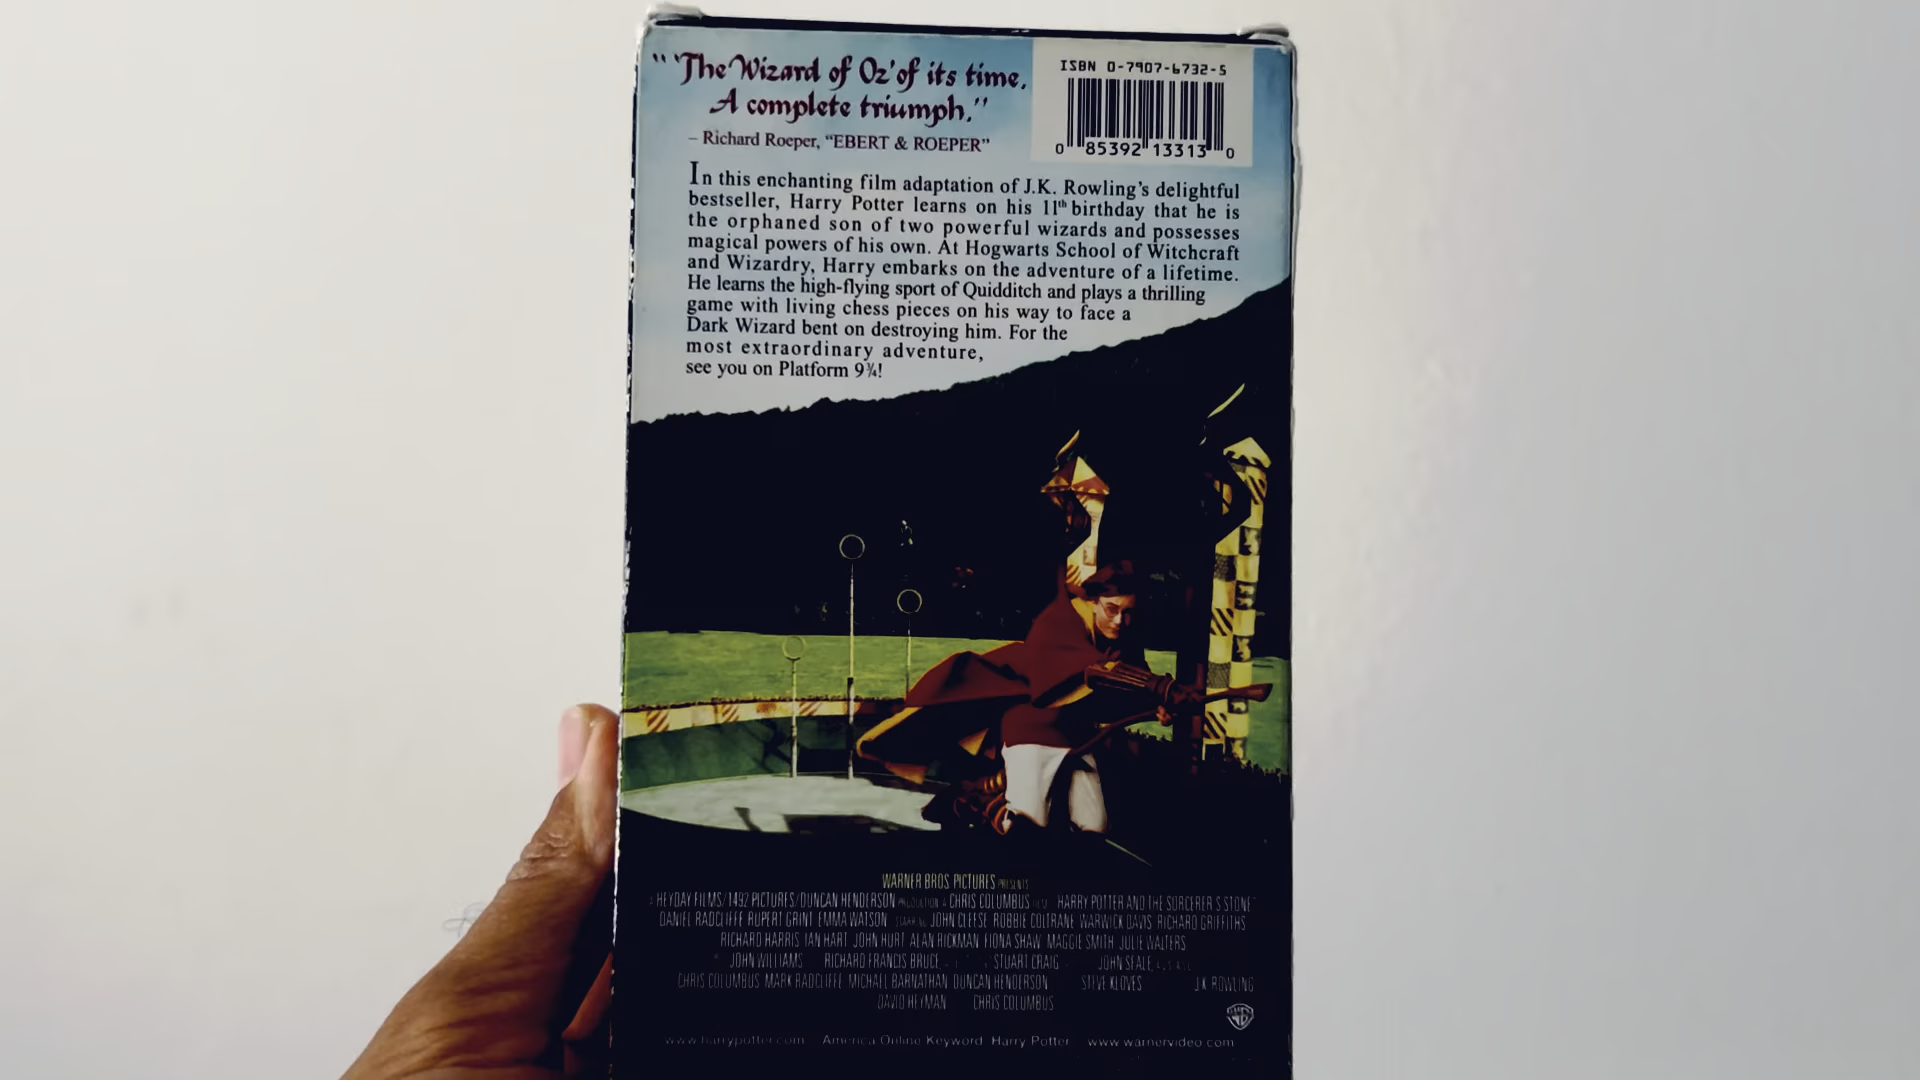 "'The Wizard of Oz' of its time.
A complete triumph."
– Richard Roeper, "EBERT & ROEPER"
ISBN 0-7907-6732-5
0 85392 13313 0
In this enchanting film adaptation of J.K. Rowling's delightful
bestseller, Harry Potter learns on his 11th birthday that he is
the orphaned son of two powerful wizards and possesses
magical powers of his own. At Hogwarts School of Witchcraft
and Wizardry, Harry embarks on the adventure of a lifetime.
He learns the high-flying sport of Quidditch and plays a thrilling
game with living chess pieces on his way to face a
Dark Wizard bent on destroying him. For the
most extraordinary adventure,
see you on Platform 9¾!
WARNER BROS. PICTURES PRESENTS
A HEYDAY FILMS/1492 PICTURES/DUNCAN HENDERSON PRODUCTION A CHRIS COLUMBUS FILM HARRY POTTER AND THE SORCERER'S STONE
DANIEL RADCLIFFE RUPERT GRINT EMMA WATSON STARRING JOHN CLEESE ROBBIE COLTRANE WARWICK DAVIS RICHARD GRIFFITHS
RICHARD HARRIS IAN HART JOHN HURT ALAN RICKMAN FIONA SHAW MAGGIE SMITH JULIE WALTERS
JOHN WILLIAMS RICHARD FRANCIS BRUCE STUART CRAIG JOHN SEALE
CHRIS COLUMBUS MARK RADCLIFFE MICHAEL BARNATHAN DUNCAN HENDERSON STEVE KLOVES J.K. ROWLING
DAVID HEYMAN CHRIS COLUMBUS
WB
www.harrypotter.com America Online Keyword: Harry Potter www.warnervideo.com